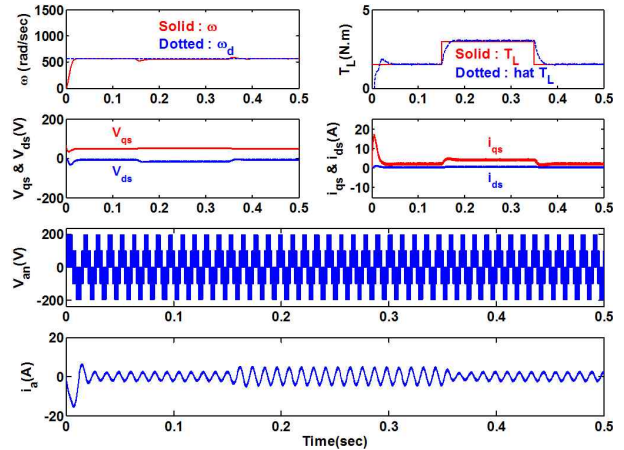 1500
1000
500
0
ω (rad/sec)
Solid : ω
Dotted : ω_d
0 0.1 0.2 0.3 0.4 0.5
5
0
T_L(N.m)
Solid : T_L
Dotted : hat T_L
0 0.1 0.2 0.3 0.4 0.5
200
0
-200
V_qs & V_ds(V)
V_qs
V_ds
0 0.1 0.2 0.3 0.4 0.5
20
10
0
-10
i_qs & i_ds(A)
i_qs
i_ds
0 0.1 0.2 0.3 0.4 0.5
200
0
-200
V_an(V)
0 0.1 0.2 0.3 0.4 0.5
20
0
-20
i_a(A)
0 0.1 0.2 0.3 0.4 0.5
Time(sec)